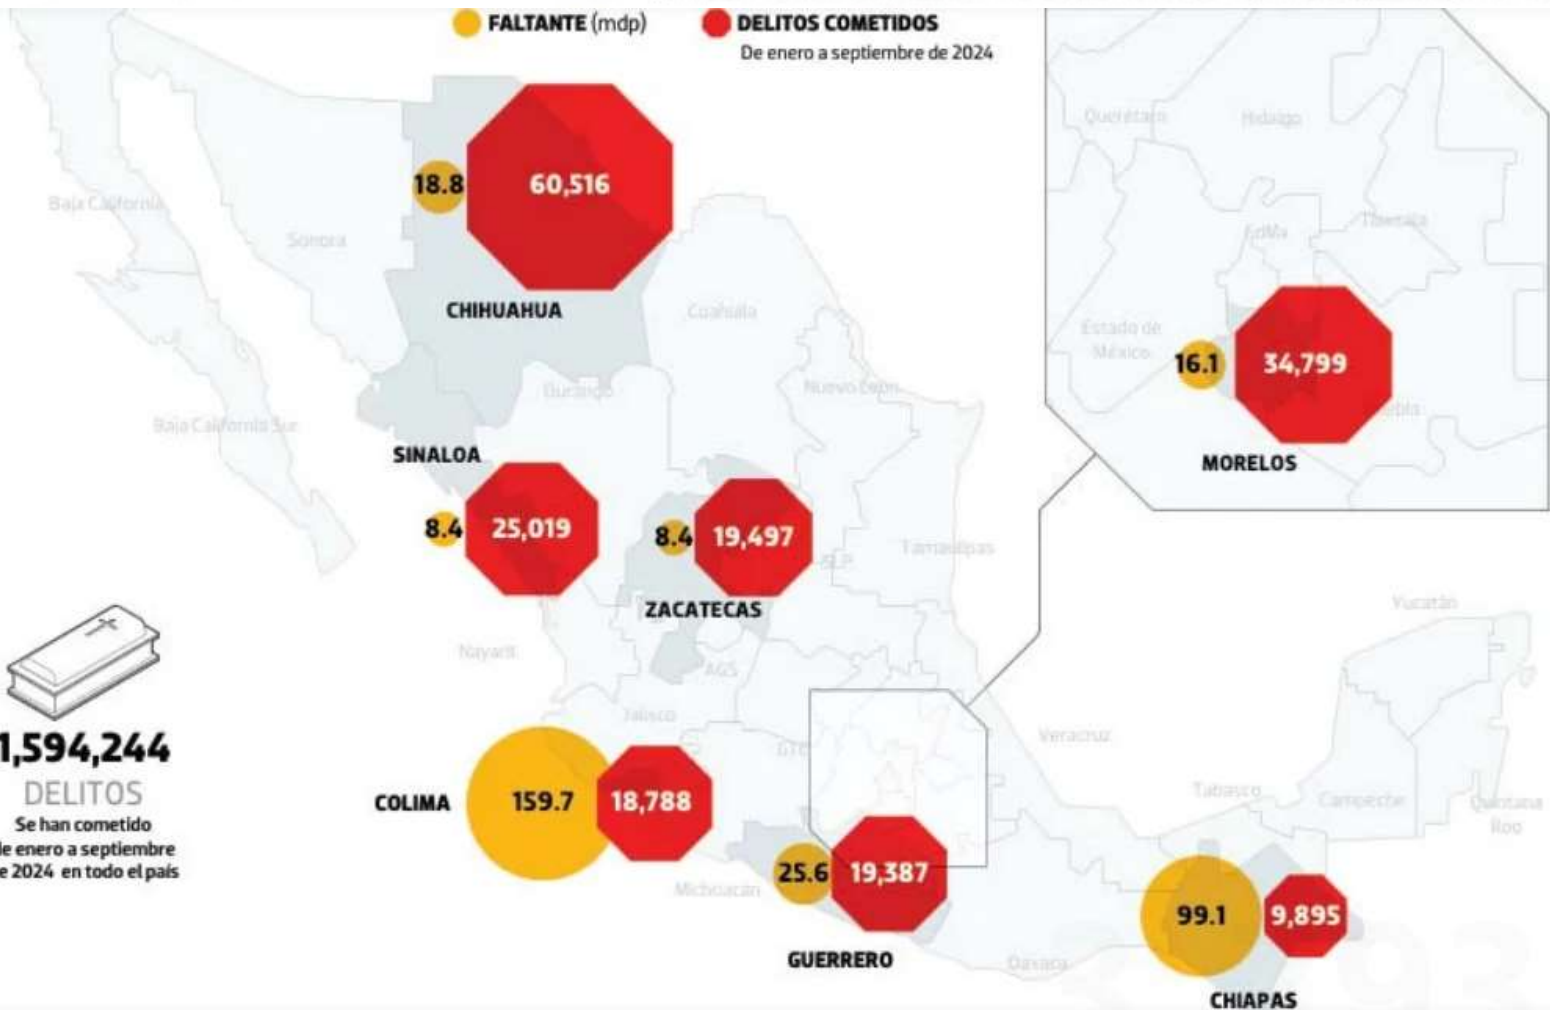 FALTANTE (mdp)
DELITOS COMETIDOS
De enero a septiembre de 2024
Querétaro
Hidalgo
Baja California
Sonora
18.8
60,516
CHIHUAHUA
Coahuila
EdMx
Tlaxcala
Estado de
México
16.1
34,799
MORELOS
Durango
Nuevo León
Baja California Sur
SINALOA
8.4
25,019
8.4
19,497
ZACATECAS
SLP
Tamaulipas
Nayarit
AGS
Jalisco
GTO
Veracruz
Yucatán
Tabasco
Campeche
Quintana
Roo
1,594,244
DELITOS
Se han cometido
de enero a septiembre
de 2024 en todo el país
COLIMA
159.7
18,788
Michoacán
25.6
19,387
GUERRERO
Oaxaca
99.1
9,895
CHIAPAS